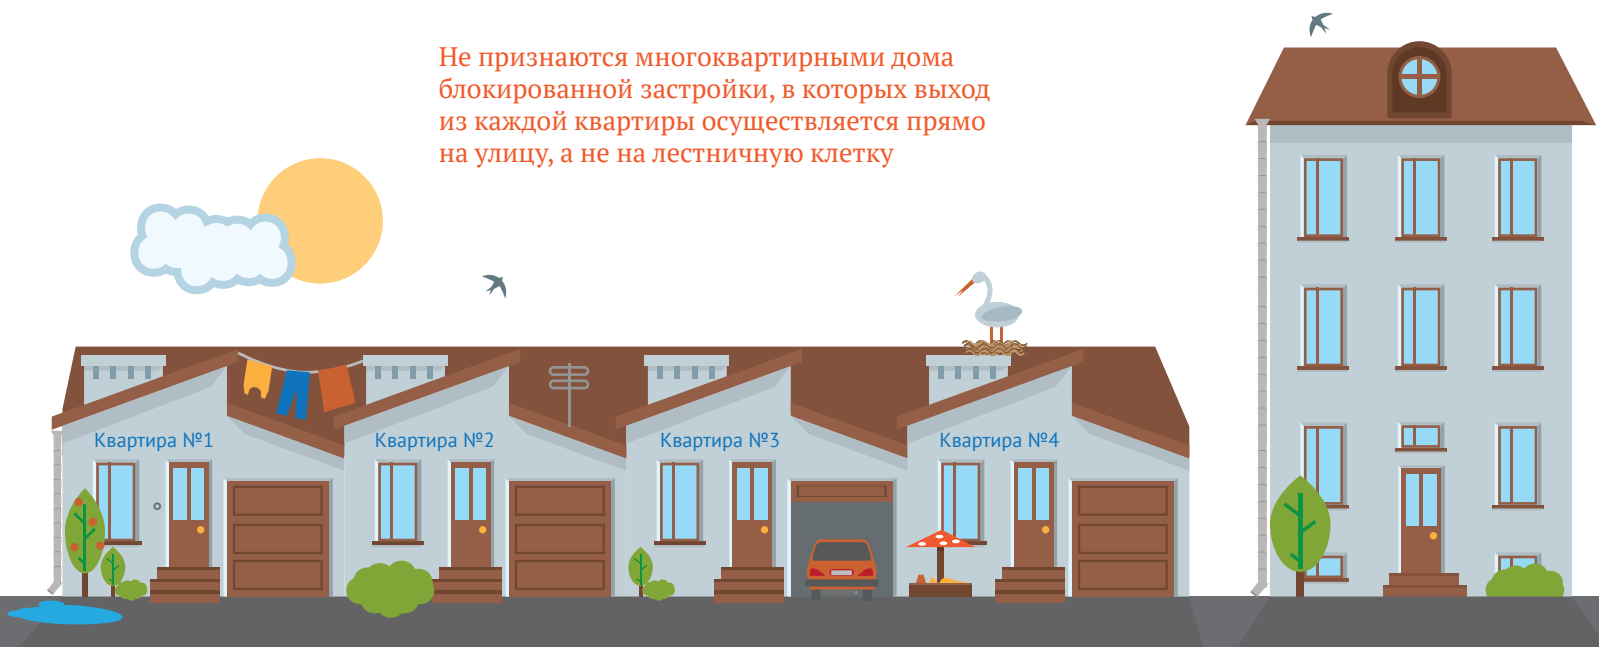 Не признаются многоквартирными дома
блокированной застройки, в которых выход
из каждой квартиры осуществляется прямо
на улицу, а не на лестничную клетку
Квартира №1
Квартира №2
Квартира №3
Квартира №4